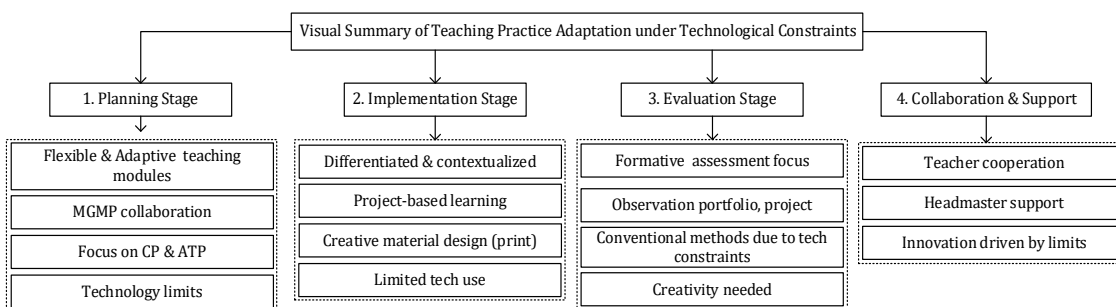 Visual Summary of Teaching Practice Adaptation under Technological Constraints
1. Planning Stage
Flexible & Adaptive teaching
modules
MGMP collaboration
Focus on CP & ATP
Technology limits
2. Implementation Stage
Differentiated & contextualized
Project-based learning
Creative material design (print)
Limited tech use
3. Evaluation Stage
Formative assessment focus
Observation portfolio, project
Conventional methods due to tech
constraints
Creativity needed
4. Collaboration & Support
Teacher cooperation
Headmaster support
Innovation driven by limits